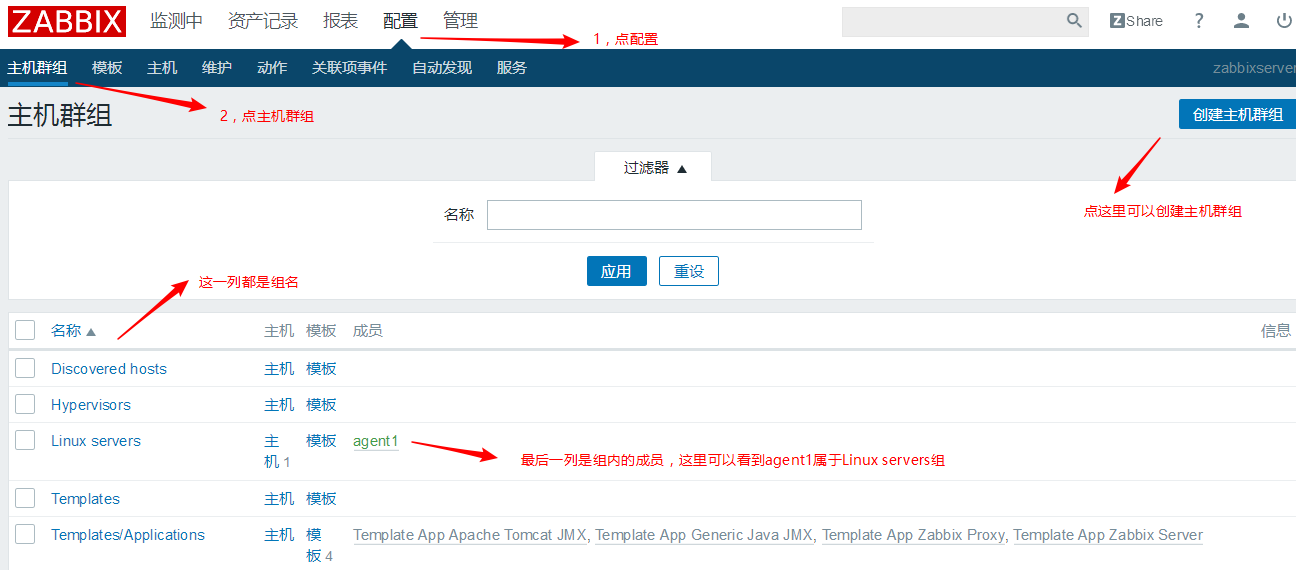 ZABBIX 监测中 资产记录 报表 配置 管理 Z Share ?
1，点配置
主机群组 模板 主机 维护 动作 关联项事件 自动发现 服务 zabbixserver
主机群组 2，点主机群组 创建主机群组
过滤器 ▲
名称 点这里可以创建主机群组
应用 重设
这一列都是组名
名称 ▲ 主机 模板 成员 信息
Discovered hosts 主机 模板
Hypervisors 主机 模板
Linux servers 主 模板 agent1
机 1 最后一列是组内的成员，这里可以看到agent1属于Linux servers组
Templates 主机 模板
Templates/Applications 主机 模 Template App Apache Tomcat JMX, Template App Generic Java JMX, Template App Zabbix Proxy, Template App Zabbix Server
板 4